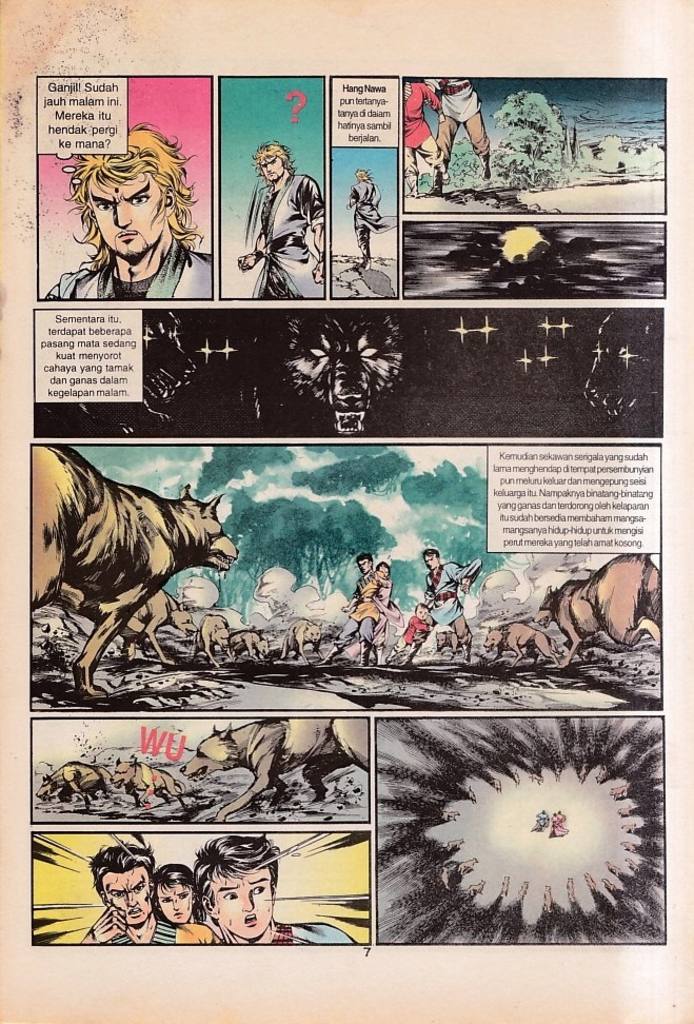 Ganjil! Sudah
jauh malam ini.
Mereka itu
hendak pergi
ke mana?
?
Hang Nawa
pun tertanya-
tanya di dalam
hatinya sambil
berjalan.
Sementara itu,
terdapat beberapa
pasang mata sedang
kuat menyorot
cahaya yang tamak
dan ganas dalam
kegelapan malam.
Kemudian sekawan serigala yang sudah
lama menghendap di tempat persembunyian
pun meluru keluar dan mengepung seisi
keluarga itu. Nampaknya binatang-binatang
yang ganas dan terdorong oleh kelaparan
itu sudah bersedia membaham mangsa-
mangsanya hidup-hidup untuk mengisi
perut mereka yang telah amat kosong.
WU
7